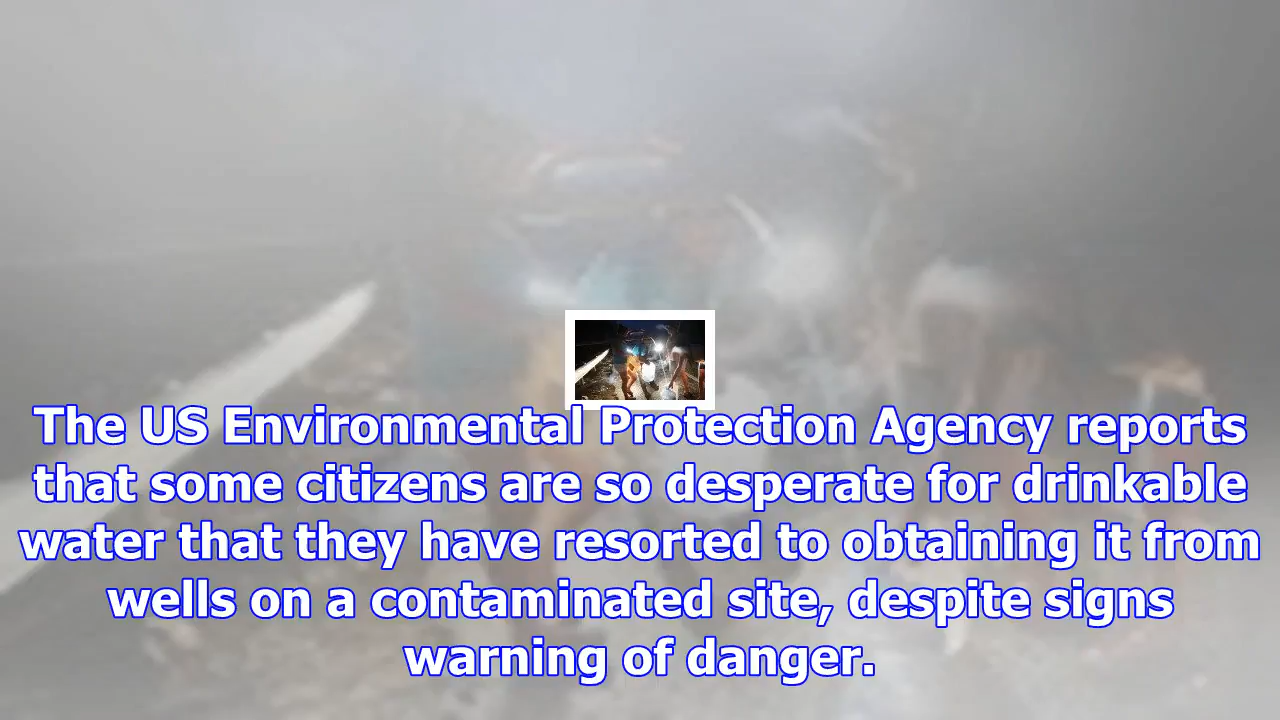 The US Environmental Protection Agency reports
that some citizens are so desperate for drinkable
water that they have resorted to obtaining it from
wells on a contaminated site, despite signs
warning of danger.